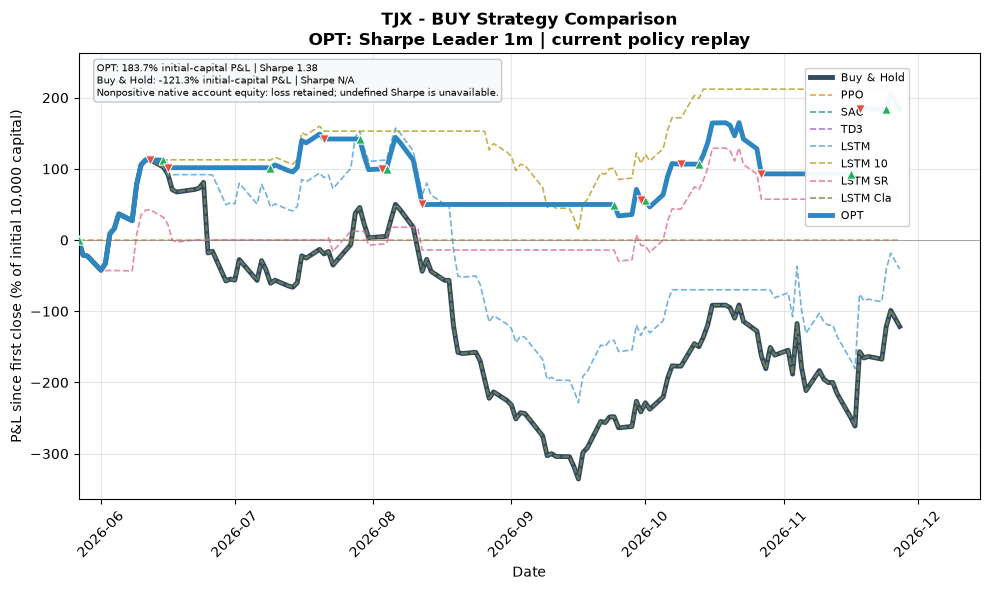 TJX - BUY Strategy Comparison
OPT: Sharpe Leader 1m | current policy replay
OPT: 183.7% initial-capital P&L | Sharpe 1.38
Buy & Hold: -121.3% initial-capital P&L | Sharpe N/A
Nonpositive native account equity: loss retained; undefined Sharpe is unavailable.
Buy & Hold
PPO
SAC
TD3
LSTM
LSTM 10
LSTM SR
LSTM Cla
OPT
P&L since first close (% of initial 10,000 capital)
200
100
0
−100
−200
−300
2026-06
2026-07
2026-08
2026-09
2026-10
2026-11
2026-12
Date